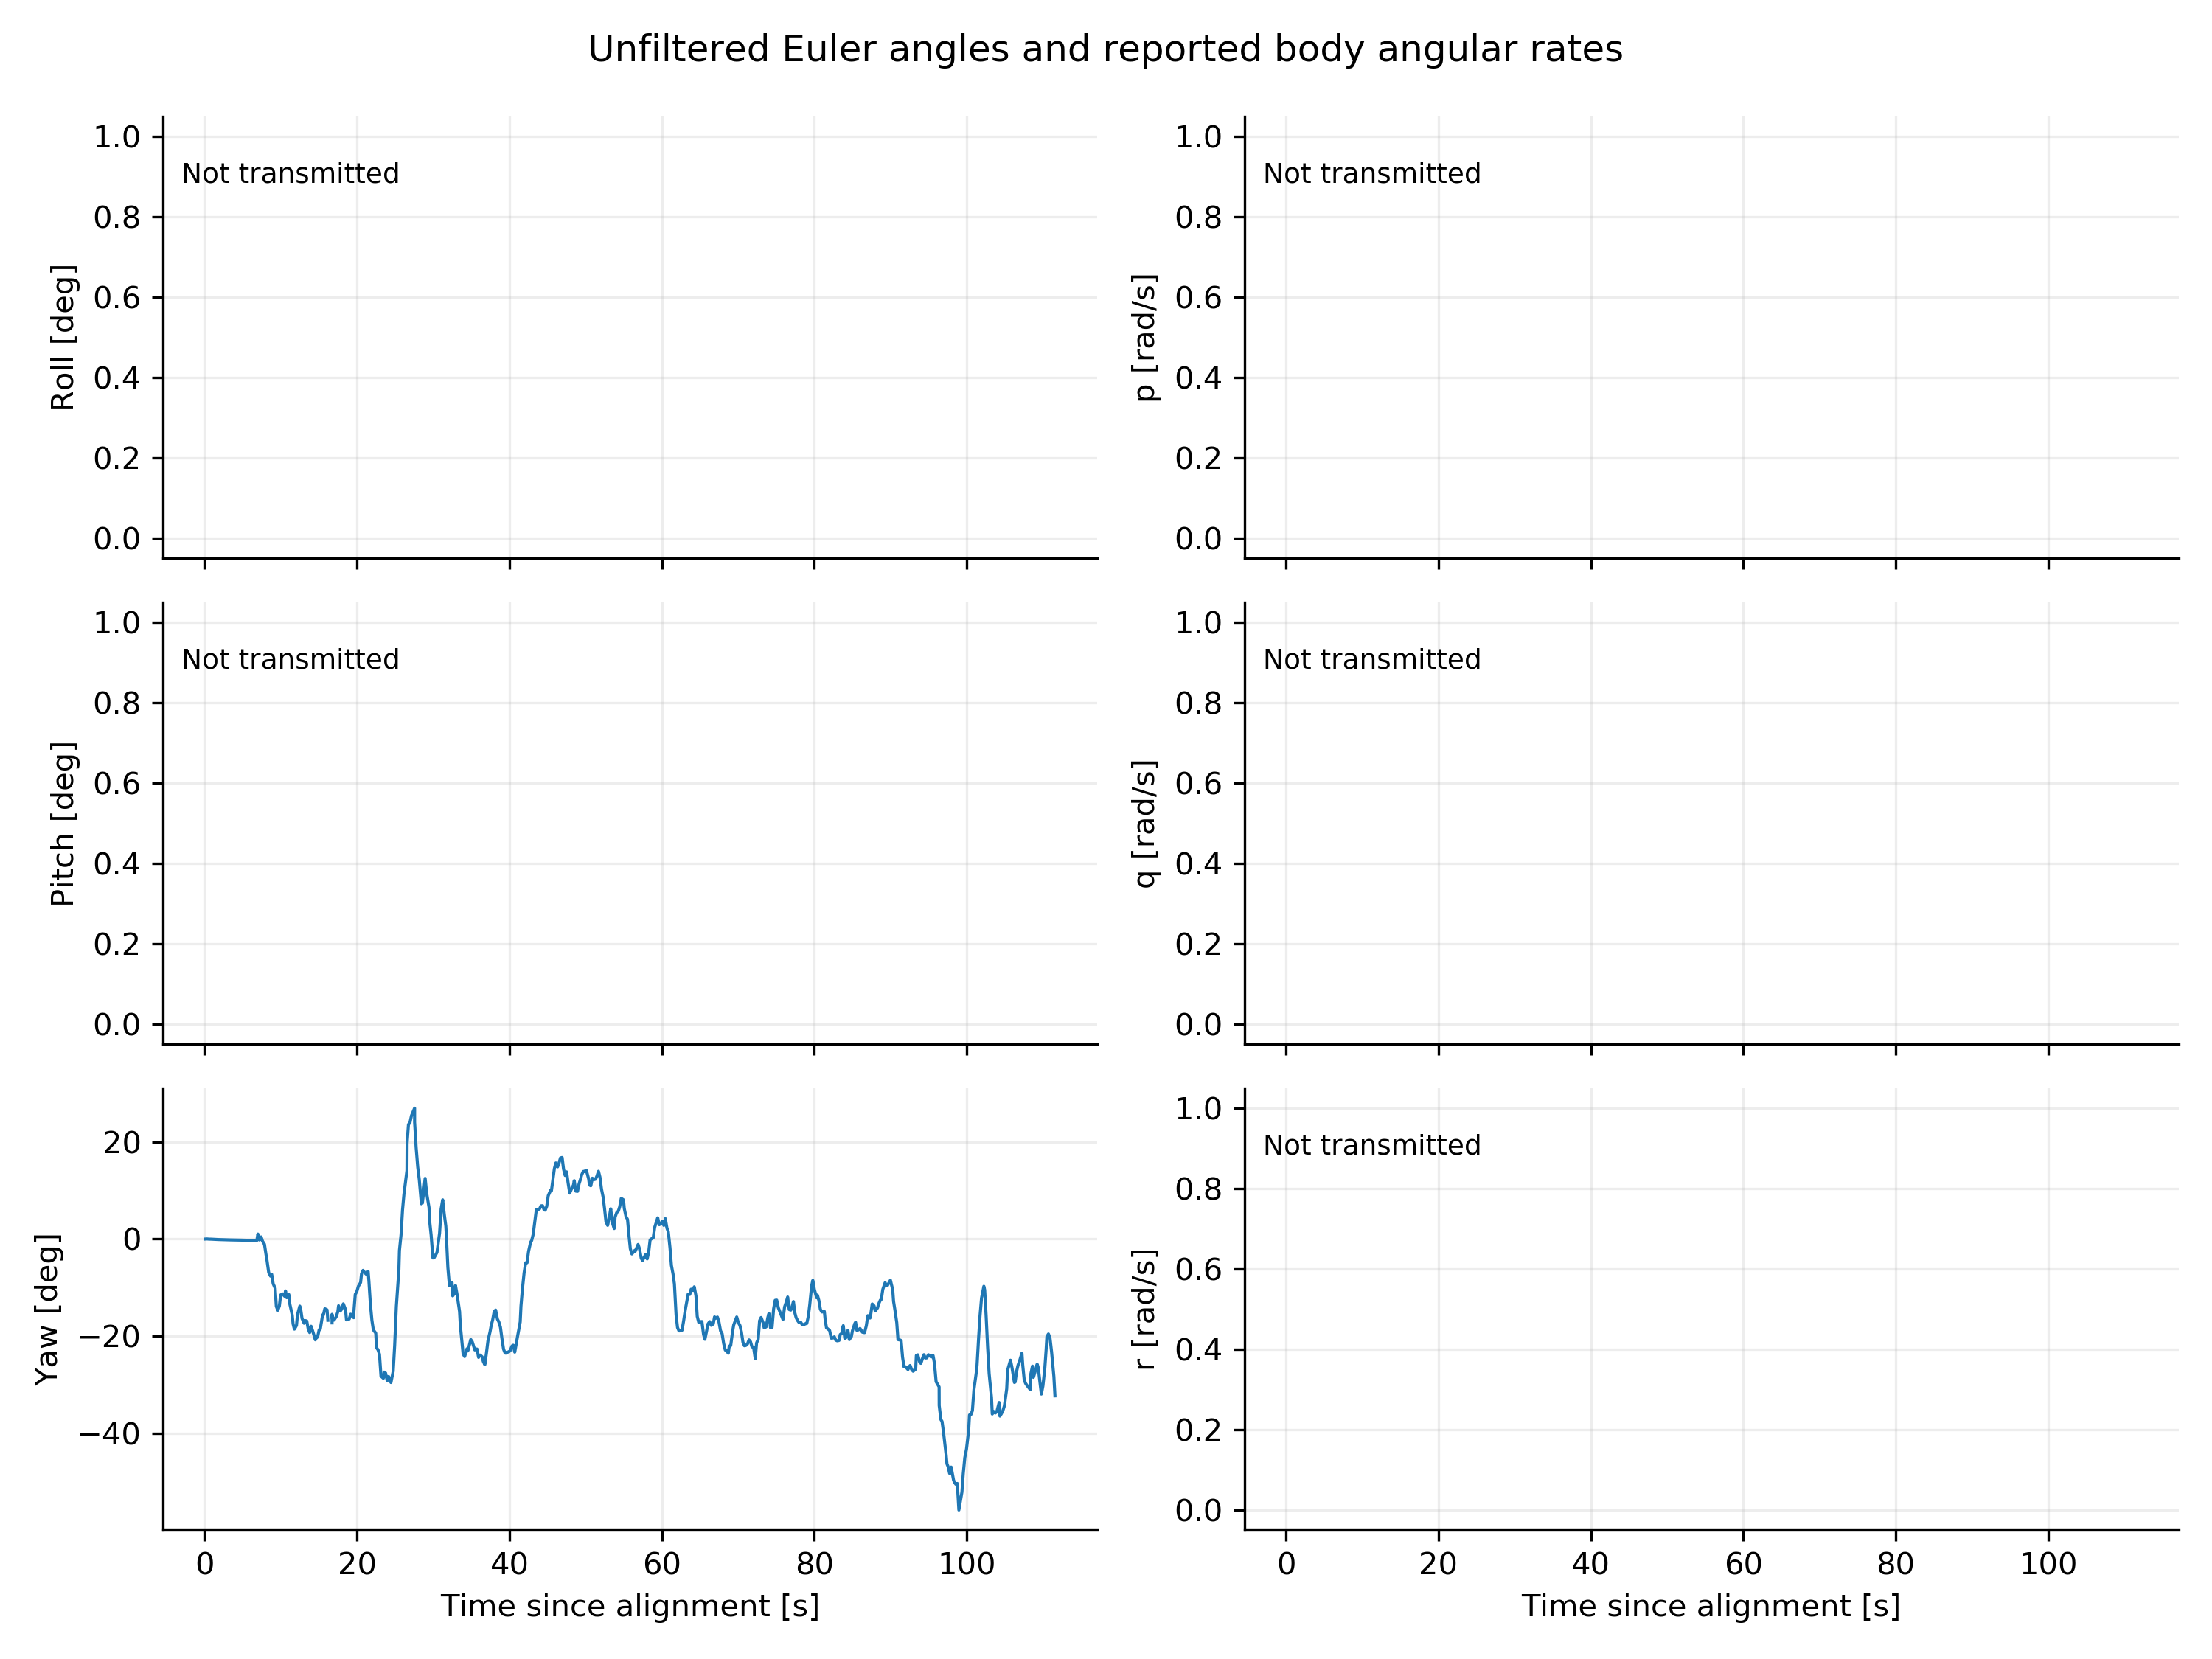 Unfiltered Euler angles and reported body angular rates
1.0
0.8
0.6
0.4
0.2
0.0
Roll [deg]
Not transmitted
1.0
0.8
0.6
0.4
0.2
0.0
p [rad/s]
Not transmitted
1.0
0.8
0.6
0.4
0.2
0.0
Pitch [deg]
Not transmitted
1.0
0.8
0.6
0.4
0.2
0.0
q [rad/s]
Not transmitted
20
0
−20
−40
Yaw [deg]
0 20 40 60 80 100
Time since alignment [s]
1.0
0.8
0.6
0.4
0.2
0.0
r [rad/s]
Not transmitted
0 20 40 60 80 100
Time since alignment [s]